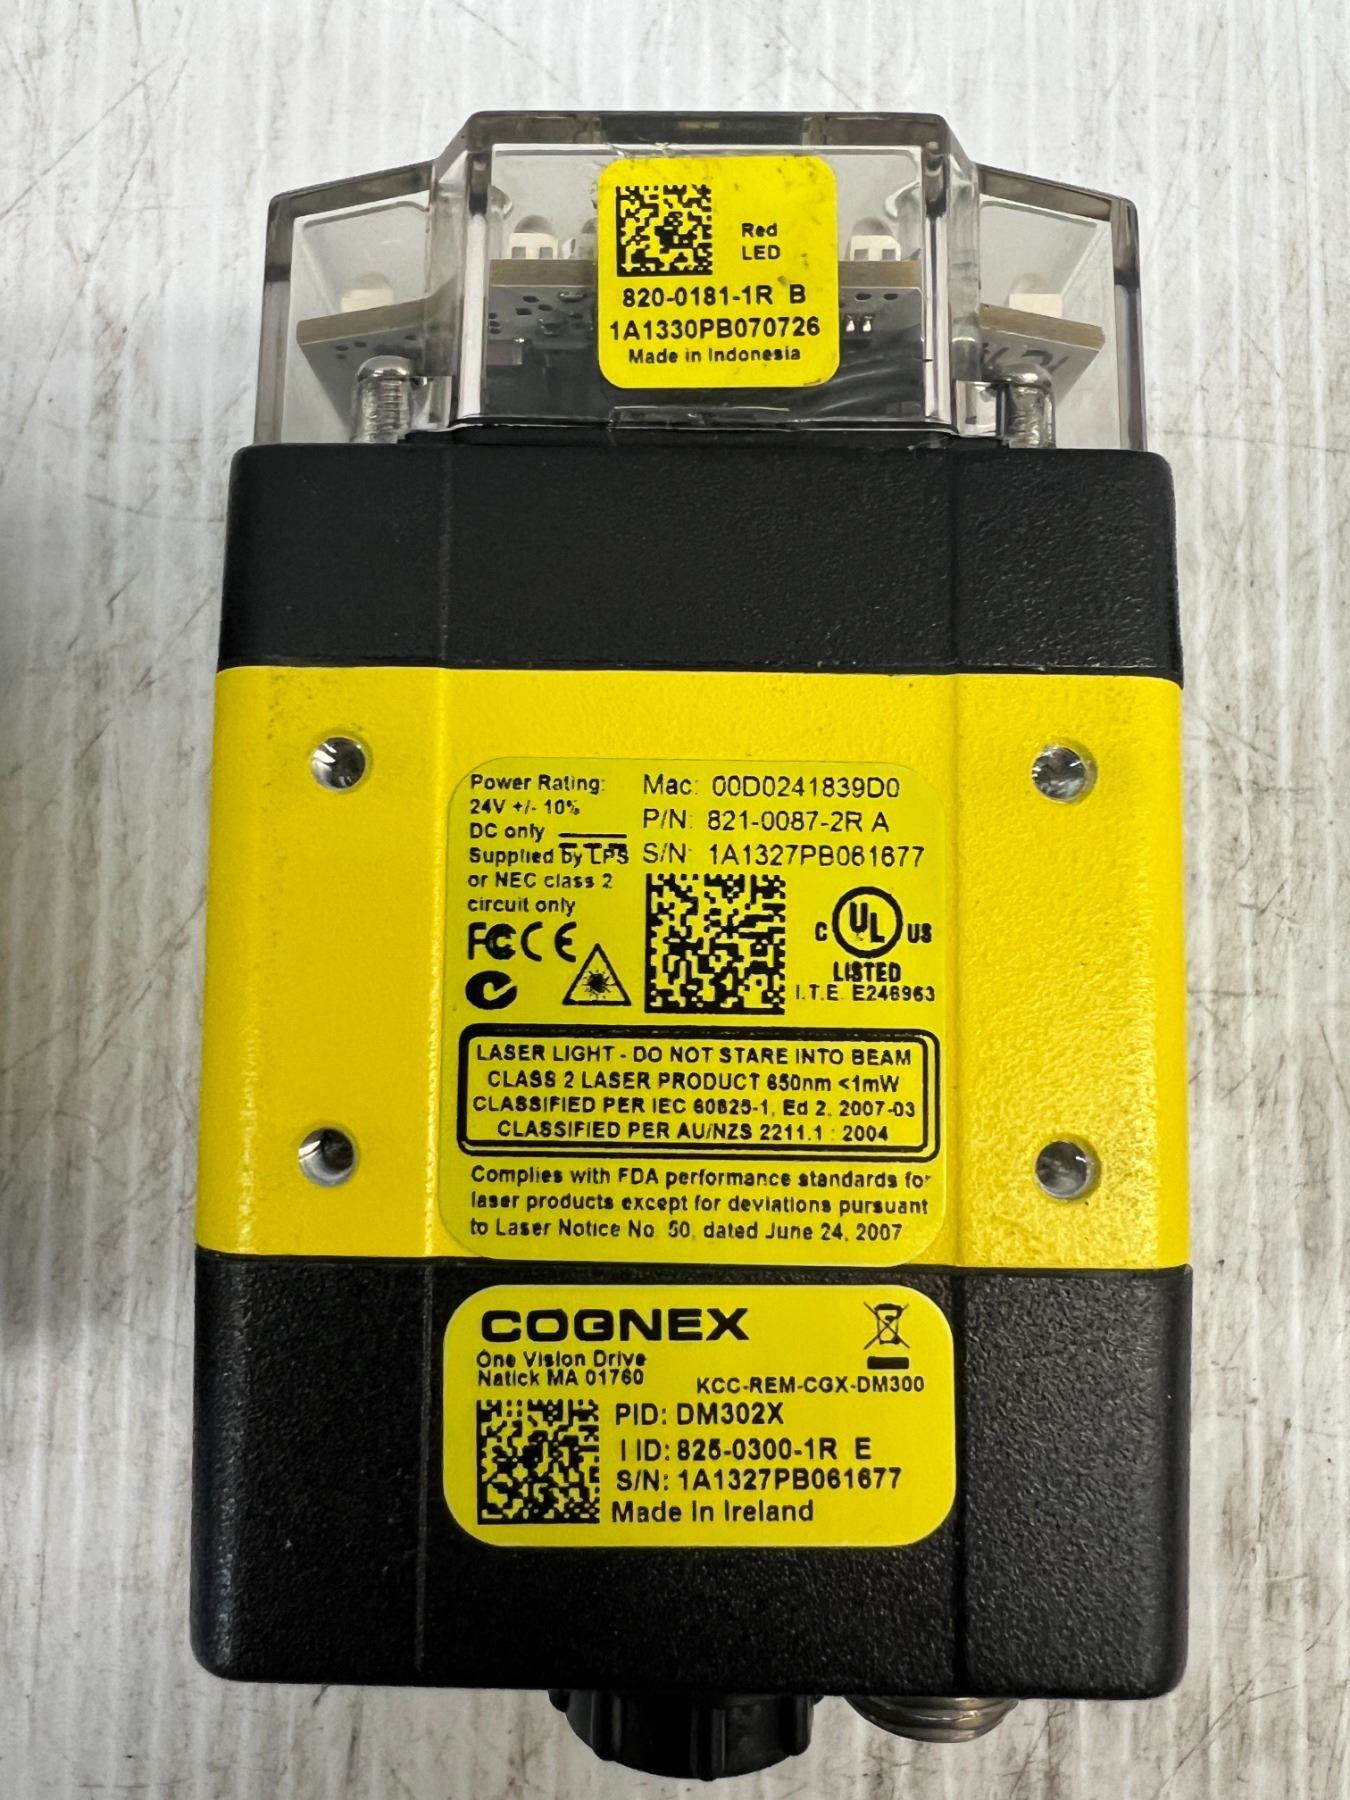 Red
LED
820-0181-1R B
1A1330PB070726
Made in Indonesia
Power Rating:
24V +/- 10%
DC only
Supplied by LPS
or NEC class 2
circuit only
Mac: 00D0241839D0
P/N: 821-0087-2R A
S/N: 1A1327PB061677
FC CE
C UL US
LISTED
I.T.E. E246963
LASER LIGHT - DO NOT STARE INTO BEAM
CLASS 2 LASER PRODUCT 650nm <1mW
CLASSIFIED PER IEC 60825-1, Ed 2, 2007-03
CLASSIFIED PER AU/NZS 2211.1 : 2004
Complies with FDA performance standards for
laser products except for deviations pursuant
to Laser Notice No. 50, dated June 24, 2007
COGNEX
One Vision Drive
Natick MA 01760
KCC-REM-CGX-DM300
PID: DM302X
I ID: 825-0300-1R E
S/N: 1A1327PB061677
Made In Ireland